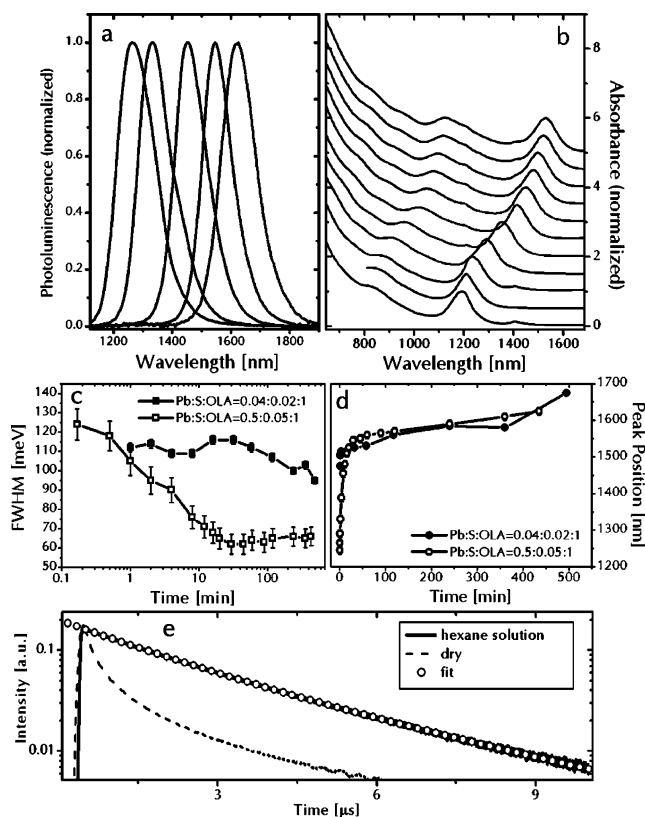 a
1.0
0.8
0.6
0.4
0.2
0.0
Photoluminescence (normalized)
1200 1400 1600 1800
Wavelength [nm]
b
8
6
4
2
0
Absorbance (normalized)
800 1000 1200 1400 1600
Wavelength [nm]
c
Pb:S:OLA=0.04:0.02:1
Pb:S:OLA=0.5:0.05:1
140
130
120
110
100
90
80
70
60
50
FWHM [meV]
0.1 1 10 100
Time [min]
d
1700
1600
1500
1400
1300
1200
Peak Position [nm]
Pb:S:OLA=0.04:0.02:1
Pb:S:OLA=0.5:0.05:1
0 100 200 300 400 500
Time [min]
e
hexane solution
dry
fit
0.1
0.01
Intensity [a.u.]
3 6 9
Time [µs]